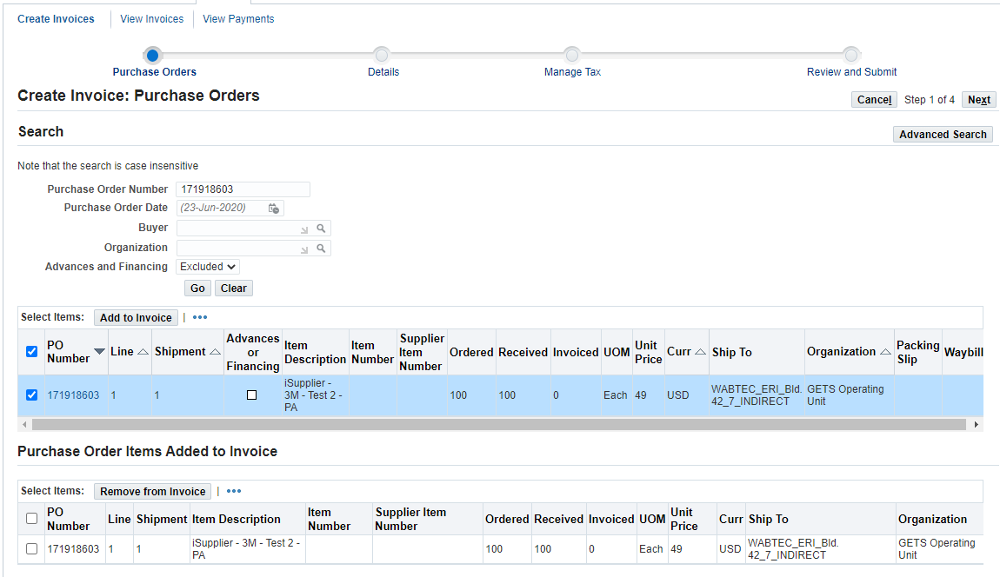 Create Invoices View Invoices View Payments
Purchase Orders Details Manage Tax Review and Submit
Create Invoice: Purchase Orders
Cancel Step 1 of 4 Next
Search
Advanced Search
Note that the search is case insensitive
Purchase Order Number 171918603
Purchase Order Date (23-Jun-2020)
Buyer
Organization
Advances and Financing Excluded
Go Clear
Select Items: Add to Invoice | •••
PO Number Line Shipment Advances or Financing Item Description Item Number Supplier Item Number Ordered Received Invoiced UOM Unit Price Curr Ship To Organization Packing Slip Waybill
171918603 1 1 iSupplier - 3M - Test 2 - PA 100 100 0 Each 49 USD WABTEC_ERI_Bld. 42_7_INDIRECT GETS Operating Unit
Purchase Order Items Added to Invoice
Select Items: Remove from Invoice | •••
PO Number Line Shipment Item Description Item Number Supplier Item Number Ordered Received Invoiced UOM Unit Price Curr Ship To Organization
171918603 1 1 iSupplier - 3M - Test 2 - PA 100 100 0 Each 49 USD WABTEC_ERI_Bld. 42_7_INDIRECT GETS Operating Unit